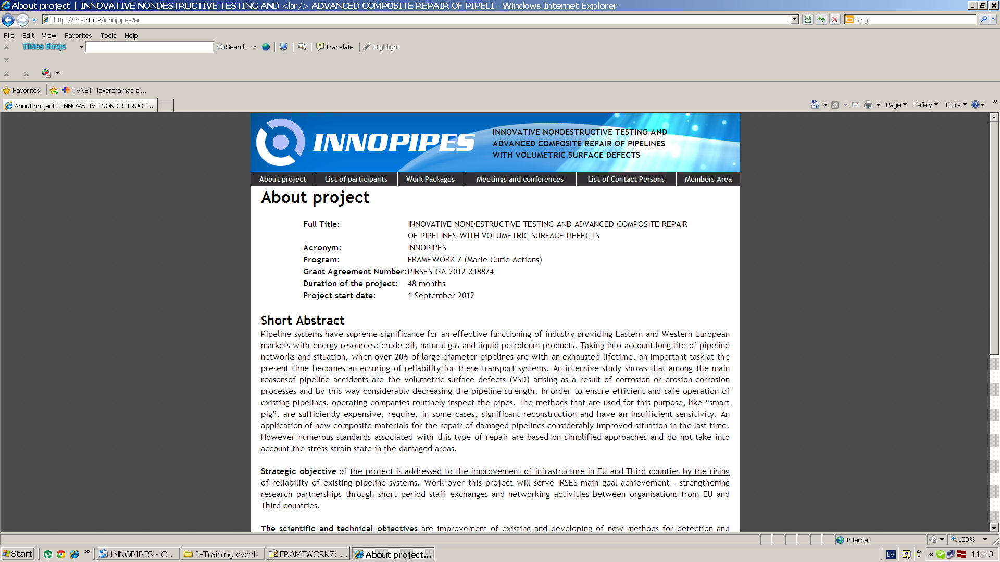 About project | INNOVATIVE NONDESTRUCTIVE TESTING AND <br/> ADVANCED COMPOSITE REPAIR OF PIPELI - Windows Internet Explorer
http://ims.rtu.lv/innopipes/en
Bing
File Edit View Favorites Tools Help
Tildes Birojs Search Translate Highlight
Favorites TVNET Ievērojamas zi...
About project | INNOVATIVE NONDESTRUCT... Page Safety Tools
INNOPIPES
INNOVATIVE NONDESTRUCTIVE TESTING AND
ADVANCED COMPOSITE REPAIR OF PIPELINES
WITH VOLUMETRIC SURFACE DEFECTS
About project List of participants Work Packages Meetings and conferences List of Contact Persons Members Area
About project
Full Title: INNOVATIVE NONDESTRUCTIVE TESTING AND ADVANCED COMPOSITE REPAIR
OF PIPELINES WITH VOLUMETRIC SURFACE DEFECTS
Acronym: INNOPIPES
Program: FRAMEWORK 7 (Marie Curie Actions)
Grant Agreement Number: PIRSES-GA-2012-318874
Duration of the project: 48 months
Project start date: 1 September 2012
Short Abstract
Pipeline systems have supreme significance for an effective functioning of industry providing Eastern and Western European
markets with energy resources: crude oil, natural gas and liquid petroleum products. Taking into account long life of pipeline
networks and situation, when over 20% of large-diameter pipelines are with an exhausted lifetime, an important task at the
present time becomes an ensuring of reliability for these transport systems. An intensive study shows that among the main
reasonsof pipeline accidents are the volumetric surface defects (VSD) arising as a result of corrosion or erosion-corrosion
processes and by this way considerably decreasing the pipeline strength. In order to ensure efficient and safe operation of
existing pipelines, operating companies routinely inspect the pipes. The methods that are used for this purpose, like “smart
pig”, are sufficiently expensive, require, in some cases, significant reconstruction and have an insufficient sensitivity. An
application of new composite materials for the repair of damaged pipelines considerably improved situation in the last time.
However numerous standards associated with this type of repair are based on simplified approaches and do not take into
account the stress-strain state in the damaged areas.
Strategic objective of the project is addressed to the improvement of infrastructure in EU and Third counties by the rising
of reliability of existing pipeline systems. Work over this project will serve IRSES main goal achievement – strengthening
research partnerships through short period staff exchanges and networking activities between organisations from EU and
Third countries.
The scientific and technical objectives are improvement of existing and developing of new methods for detection and
Internet 100%
Start INNOPIPES - O... 2-Training event FRAMEWORK7: ... About project... LV 11:40